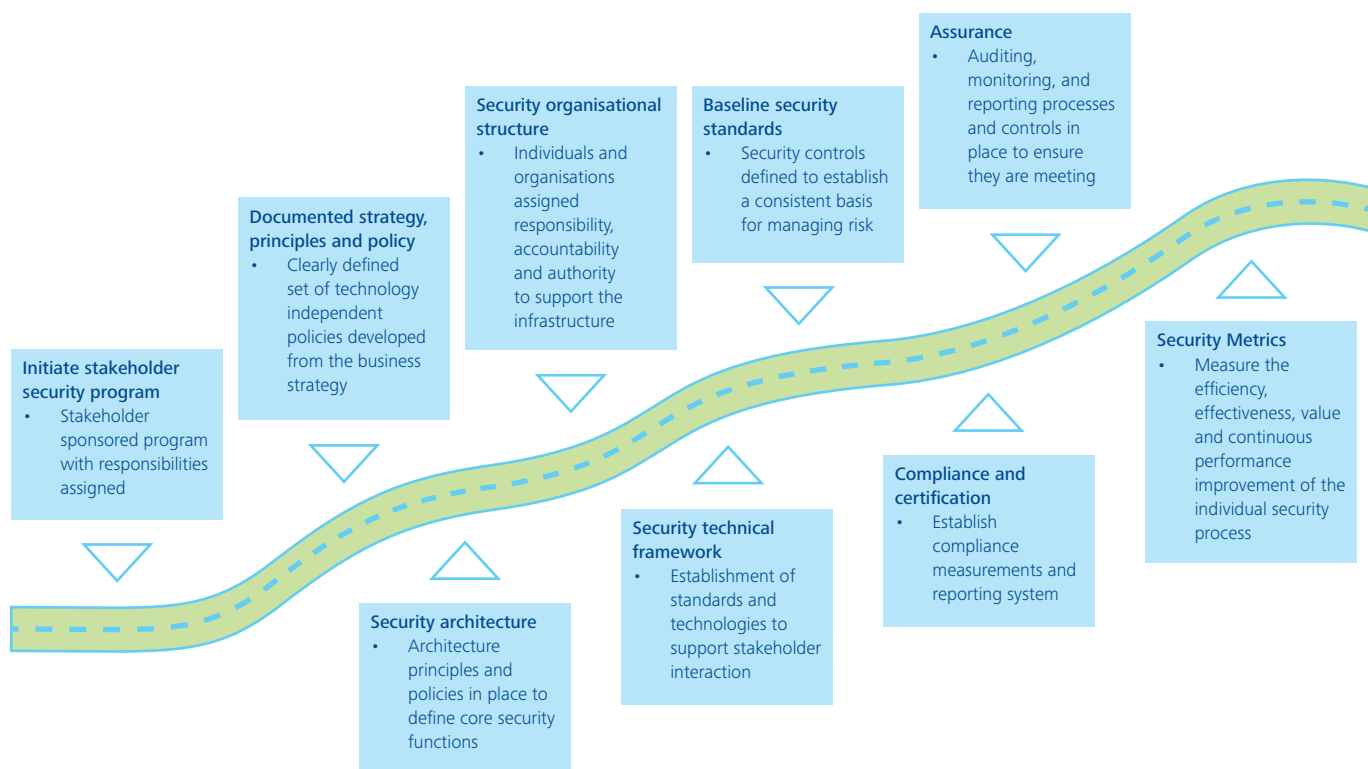 Initiate stakeholder
security program
• Stakeholder
sponsored program
with responsibilities
assigned
Documented strategy,
principles and policy
• Clearly defined
set of technology
independent
policies developed
from the business
strategy
Security architecture
• Architecture
principles and
policies in place to
define core security
functions
Security organisational
structure
• Individuals and
organisations
assigned
responsibility,
accountability
and authority
to support the
infrastructure
Security technical
framework
• Establishment of
standards and
technologies to
support stakeholder
interaction
Baseline security
standards
• Security controls
defined to establish
a consistent basis
for managing risk
Compliance and
certification
• Establish
compliance
measurements and
reporting system
Assurance
• Auditing,
monitoring, and
reporting processes
and controls in
place to ensure
they are meeting
Security Metrics
• Measure the
efficiency,
effectiveness, value
and continuous
performance
improvement of the
individual security
process